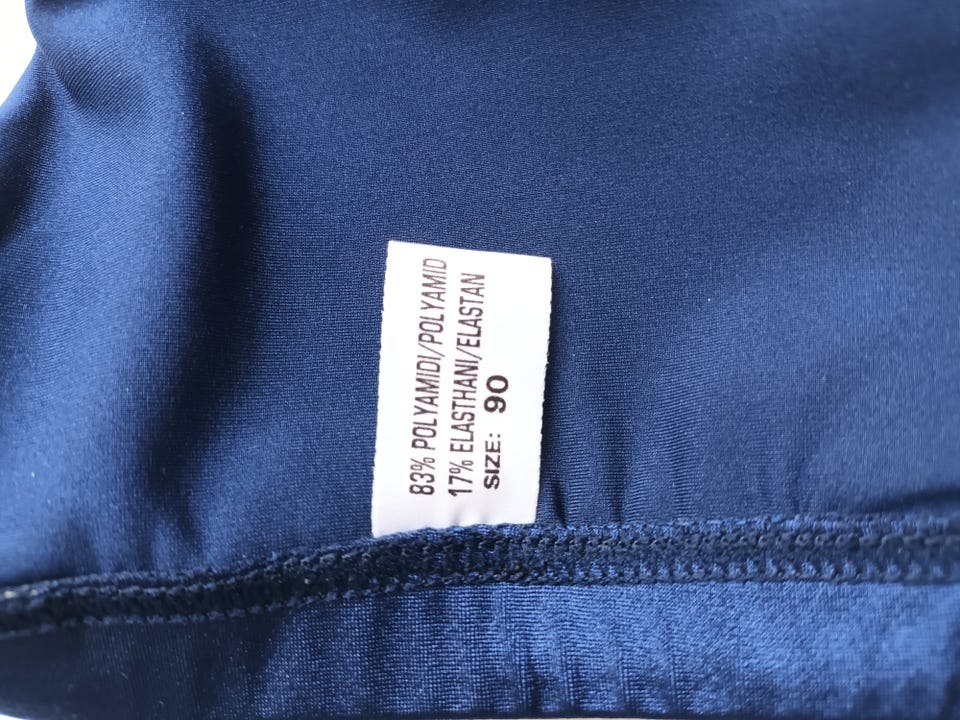 83% POLYAMIDI/POLYAMID
17% ELASTHANI/ELASTAN
SIZE: 90